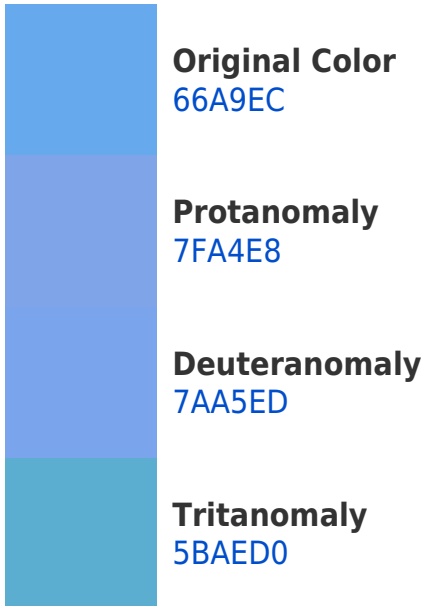 Original Color
66A9EC
Protanomaly
7FA4E8
Deuteranomaly
7AA5ED
Tritanomaly
5BAED0